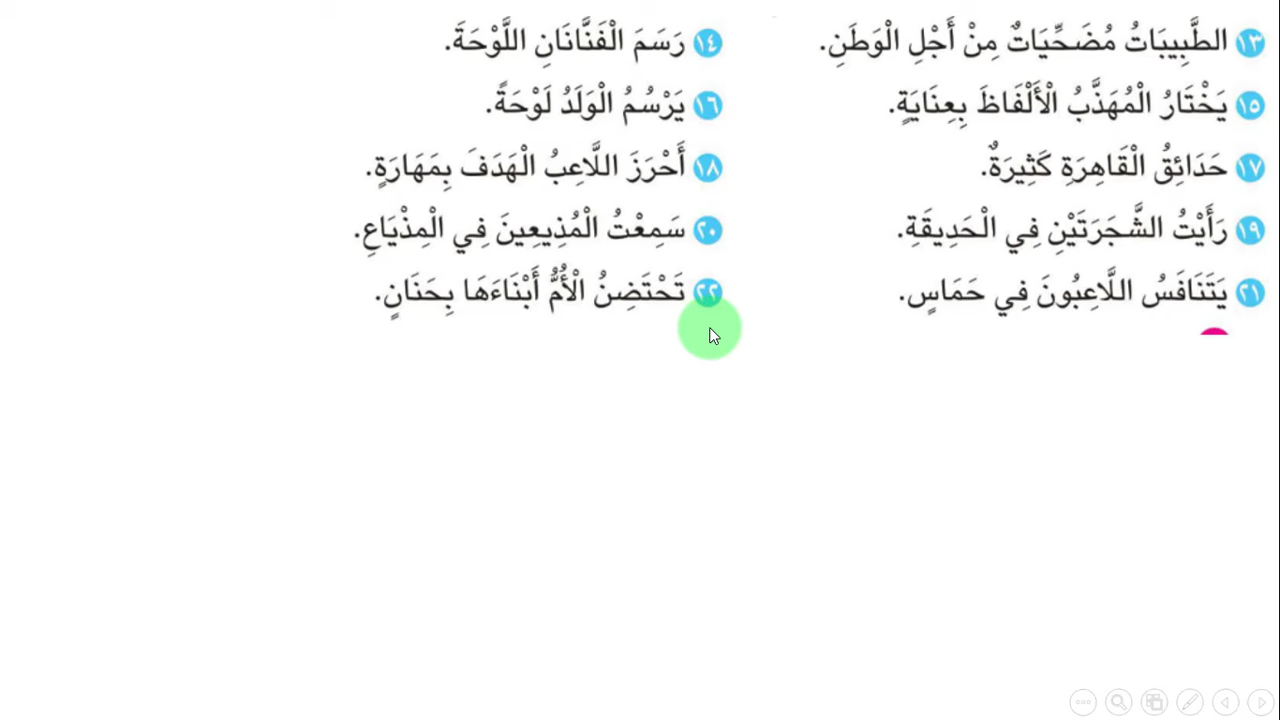 ١٣ الطَّبِيبَاتُ مُضَحِّيَاتٌ مِنْ أَجْلِ الْوَطَنِ.
١٤ رَسَمَ الْفَنَّانَانِ اللَّوْحَةَ.
١٥ يَخْتَارُ الْمُهَذَّبُ الْأَلْفَاظَ بِعِنَايَةٍ.
١٦ يَرْسُمُ الْوَلَدُ لَوْحَةً.
١٧ حَدَائِقُ الْقَاهِرَةِ كَثِيرَةٌ.
١٨ أَحْرَزَ اللَّاعِبُ الْهَدَفَ بِمَهَارَةٍ.
١٩ رَأَيْتُ الشَّجَرَتَيْنِ فِي الْحَدِيقَةِ.
٢٠ سَمِعْتُ الْمُذِيعِينَ فِي الْمِذْيَاعِ.
٢١ يَتَنَافَسُ اللَّاعِبُونَ فِي حَمَاسٍ.
٢٢ تَحْتَضِنُ الْأُمُّ أَبْنَاءَهَا بِحَنَانٍ.